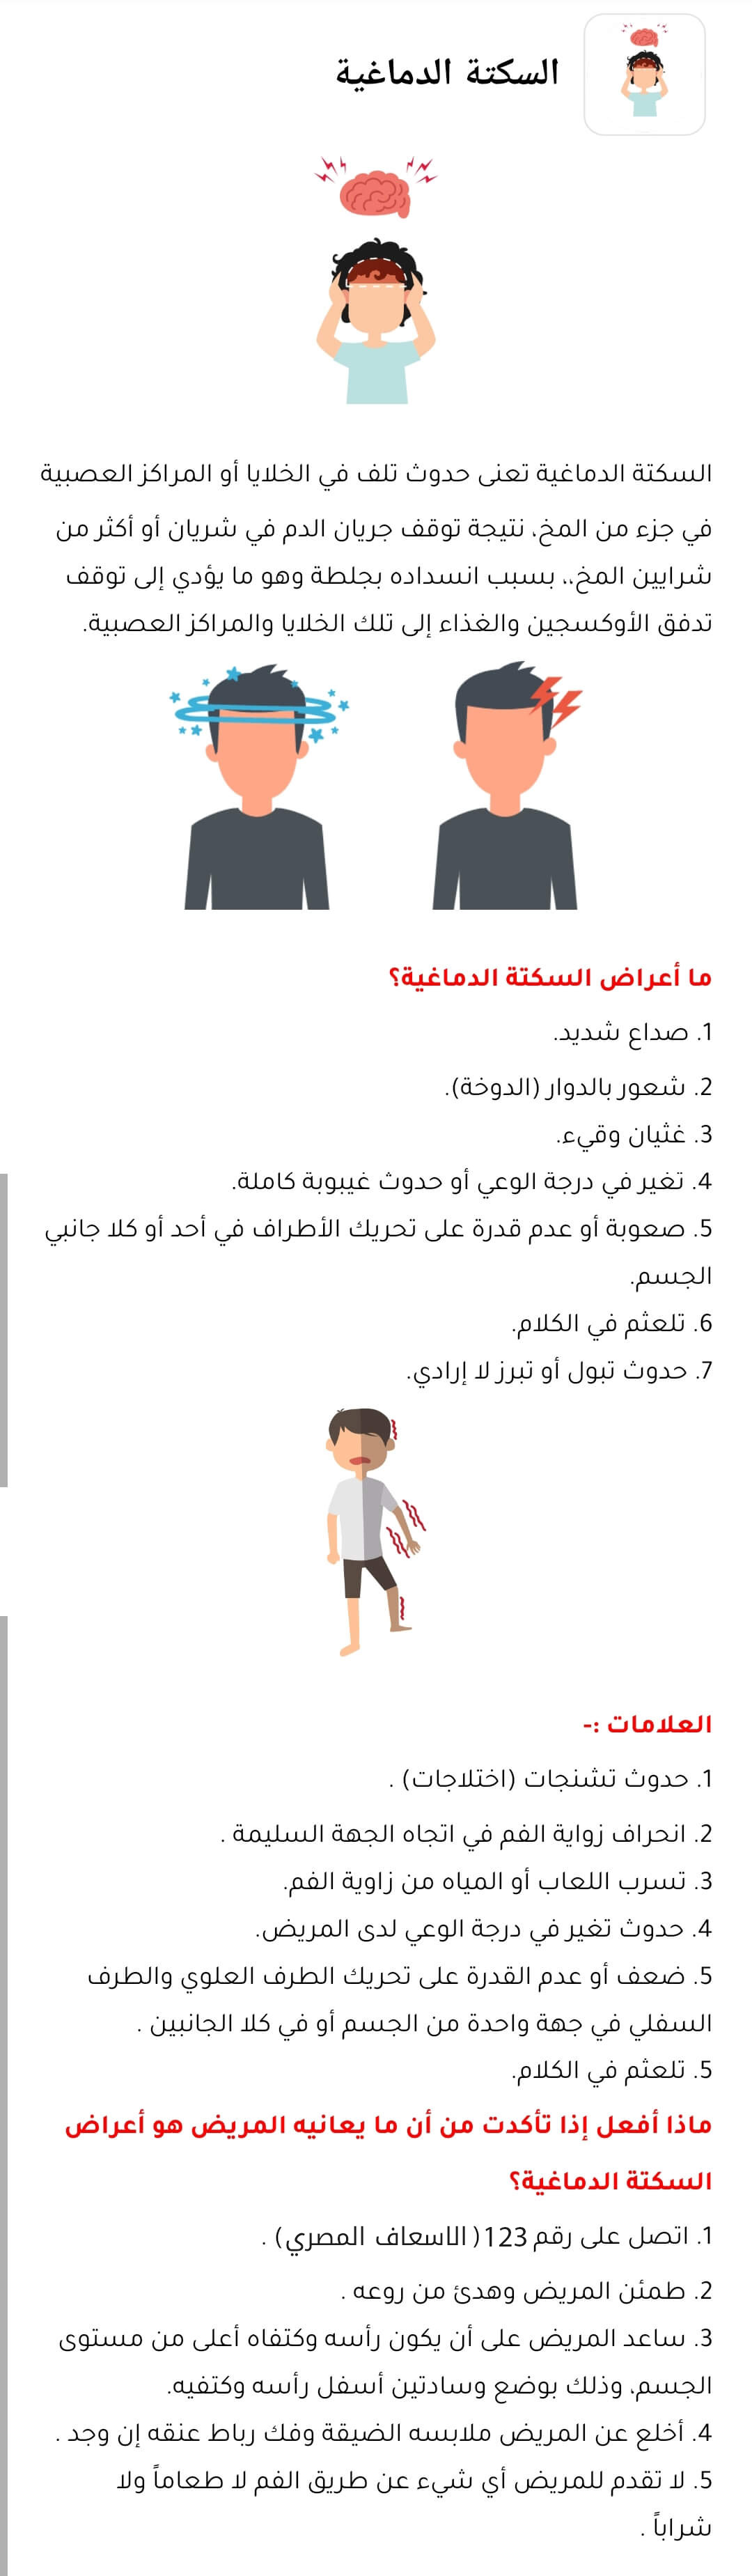 السكتة الدماغية
السكتة الدماغية تعنى حدوث تلف في الخلايا أو المراكز العصبية
في جزء من المخ، نتيجة توقف جريان الدم في شريان أو أكثر من
شرايين المخ،، بسبب انسداده بجلطة وهو ما يؤدي إلى توقف
تدفق الأوكسجين والغذاء إلى تلك الخلايا والمراكز العصبية.
ما أعراض السكتة الدماغية؟
1. صداع شديد.
2. شعور بالدوار (الدوخة).
3. غثيان وقيء.
4. تغير في درجة الوعي أو حدوث غيبوبة كاملة.
5. صعوبة أو عدم قدرة على تحريك الأطراف في أحد أو كلا جانبي
الجسم.
6. تلعثم في الكلام.
7. حدوث تبول أو تبرز لا إرادي.
العلامات :-
1. حدوث تشنجات (اختلاجات) .
2. انحراف زواية الفم في اتجاه الجهة السليمة .
3. تسرب اللعاب أو المياه من زاوية الفم.
4. حدوث تغير في درجة الوعي لدى المريض.
5. ضعف أو عدم القدرة على تحريك الطرف العلوي والطرف
السفلي في جهة واحدة من الجسم أو في كلا الجانبين .
5. تلعثم في الكلام.
ماذا أفعل إذا تأكدت من أن ما يعانيه المريض هو أعراض
السكتة الدماغية؟
1. اتصل على رقم 123( الاسعاف المصري) .
2. طمئن المريض وهدئ من روعه .
3. ساعد المريض على أن يكون رأسه وكتفاه أعلى من مستوى
الجسم، وذلك بوضع وسادتين أسفل رأسه وكتفيه.
4. أخلع عن المريض ملابسه الضيقة وفك رباط عنقه إن وجد .
5. لا تقدم للمريض أي شيء عن طريق الفم لا طعاماً ولا
شراباً .